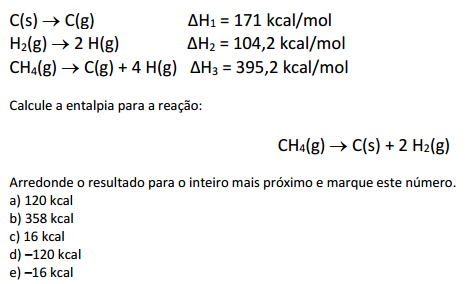 C(s) → C(g) ΔH₁ = 171 kcal/mol
H₂(g) → 2 H(g) ΔH₂ = 104,2 kcal/mol
CH₄(g) → C(g) + 4 H(g) ΔH₃ = 395,2 kcal/mol
Calcule a entalpia para a reação:
CH₄(g) → C(s) + 2 H₂(g)
Arredonde o resultado para o inteiro mais próximo e marque este número.
a) 120 kcal
b) 358 kcal
c) 16 kcal
d) –120 kcal
e) –16 kcal